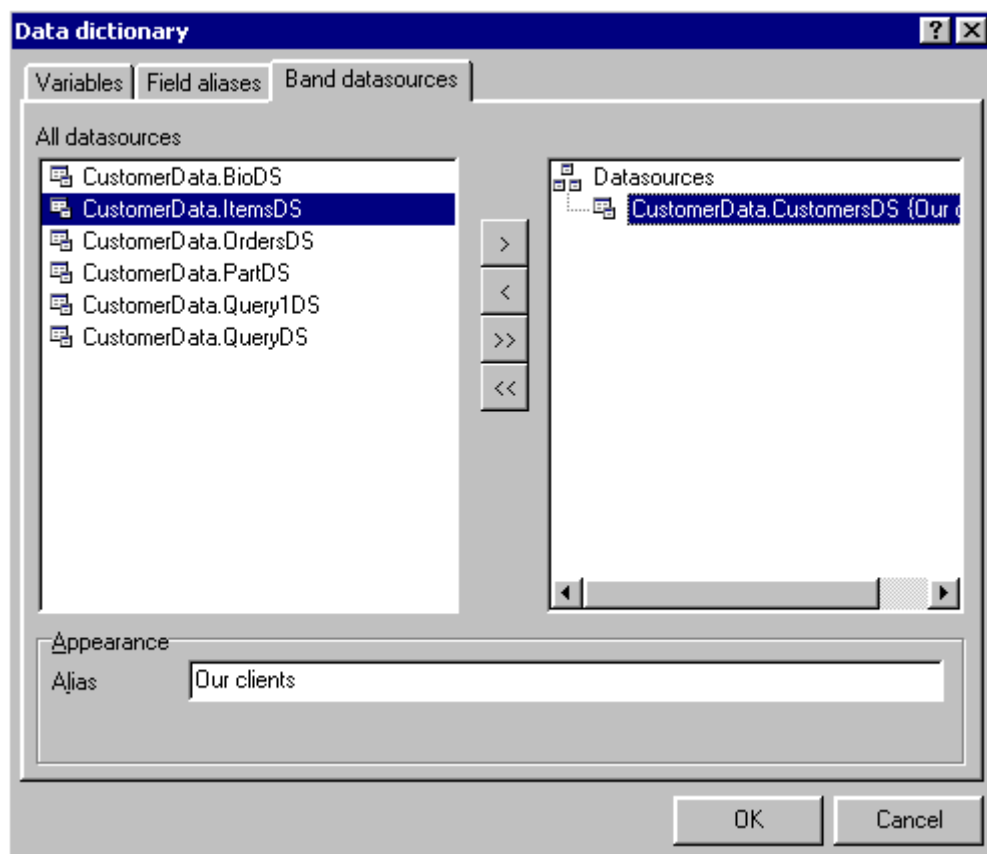 Data dictionary
Variables Field aliases Band datasources
All datasources
CustomerData.BioDS
CustomerData.ItemsDS
CustomerData.OrdersDS
CustomerData.PartDS
CustomerData.Query1DS
CustomerData.QueryDS
>
<
>>
<<
Datasources
CustomerData.CustomersDS {Our
Appearance
Alias Our clients
OK Cancel